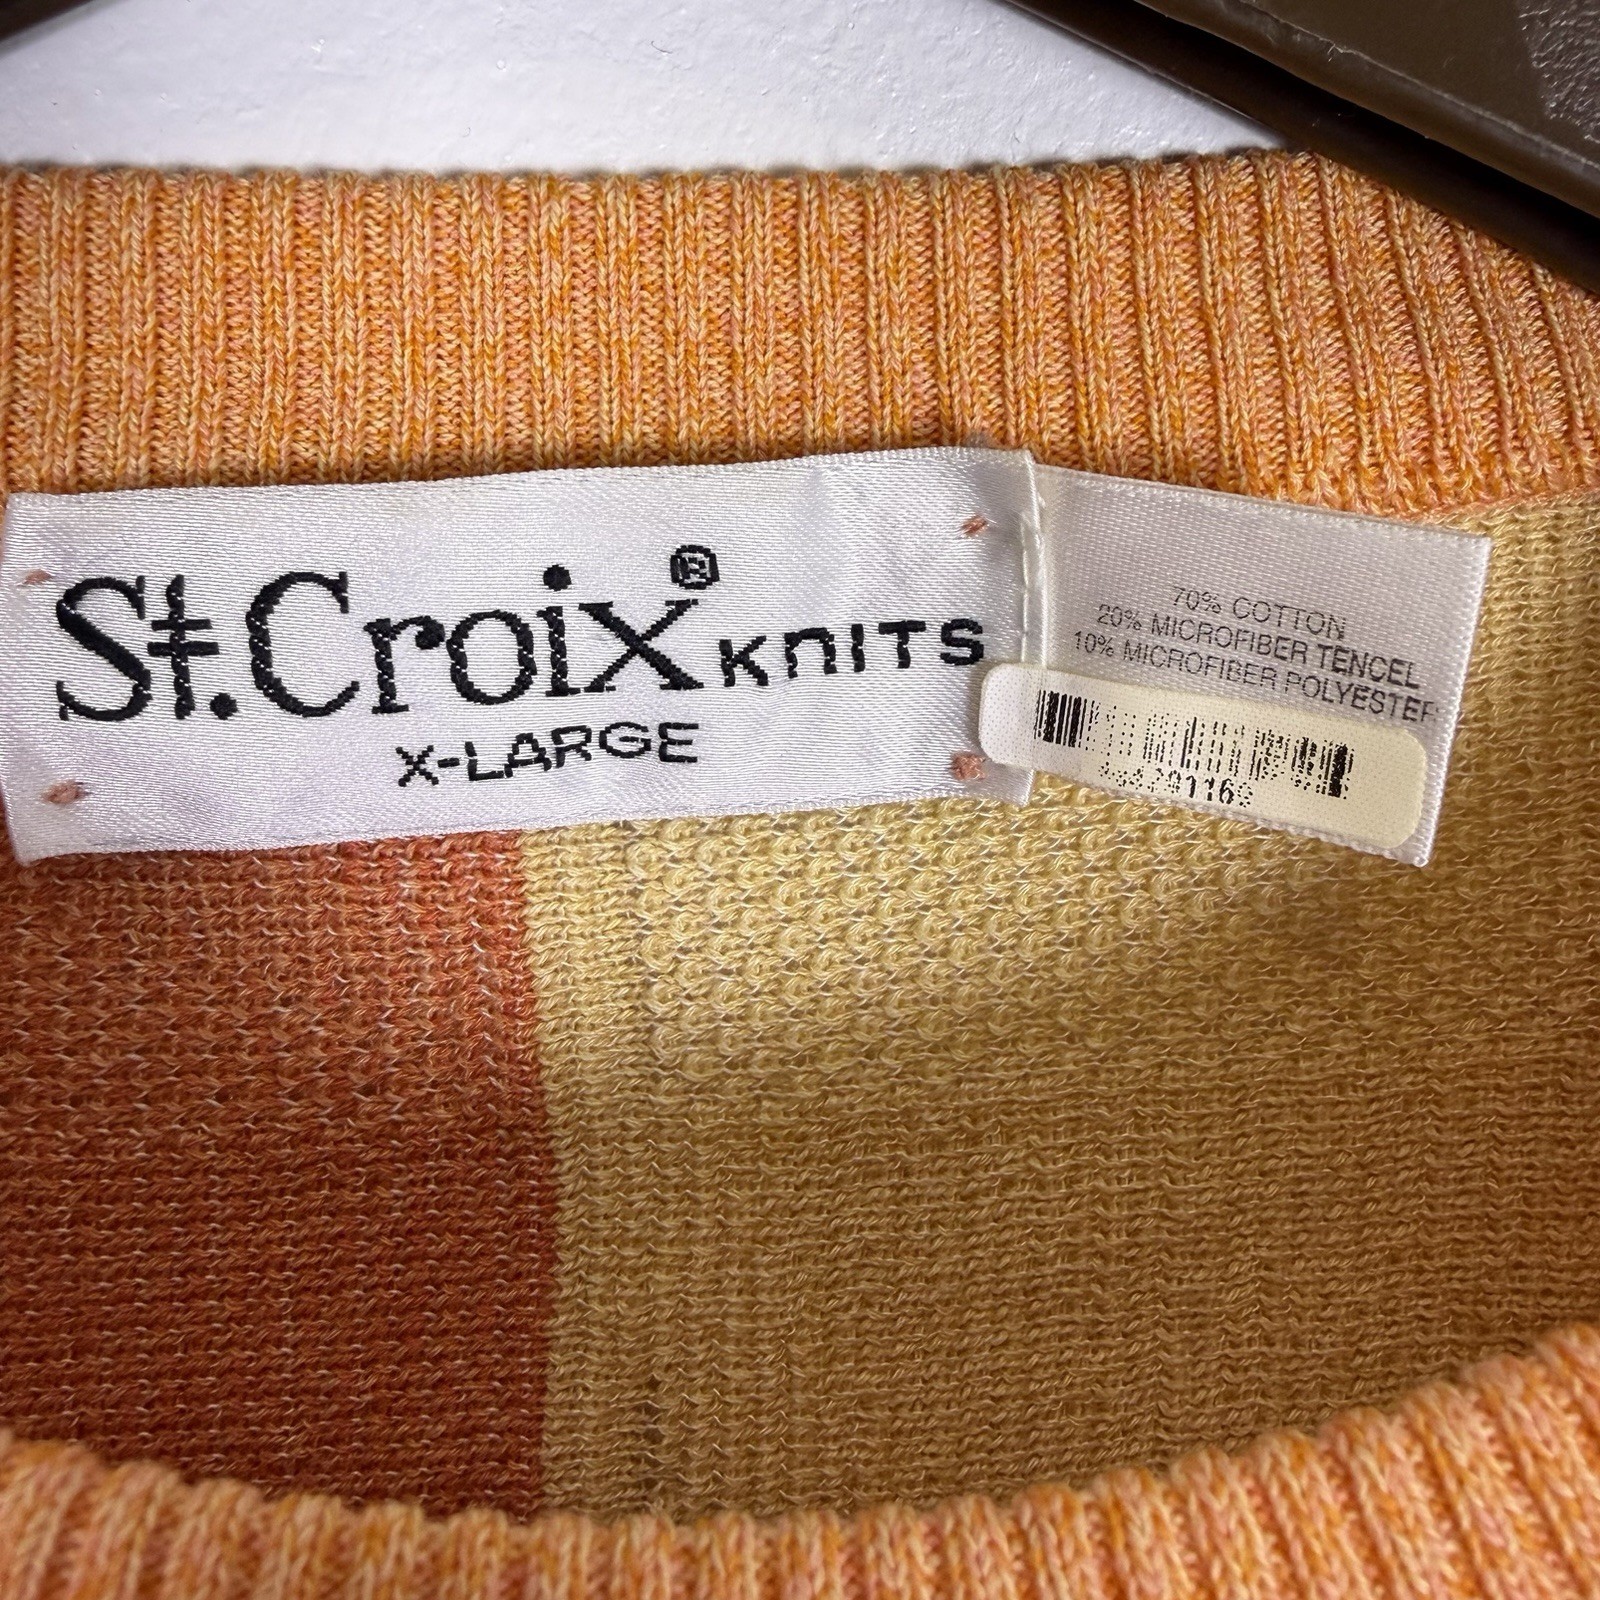 St. Croix® KNITS
X-LARGE
70% COTTON
20% MICROFIBER TENCEL
10% MICROFIBER POLYESTER